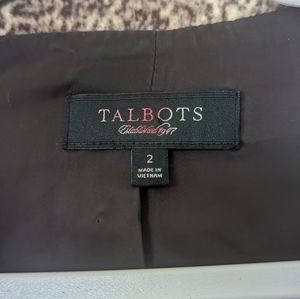 TALBOTS
Established 1947
2
MADE IN
VIETNAM